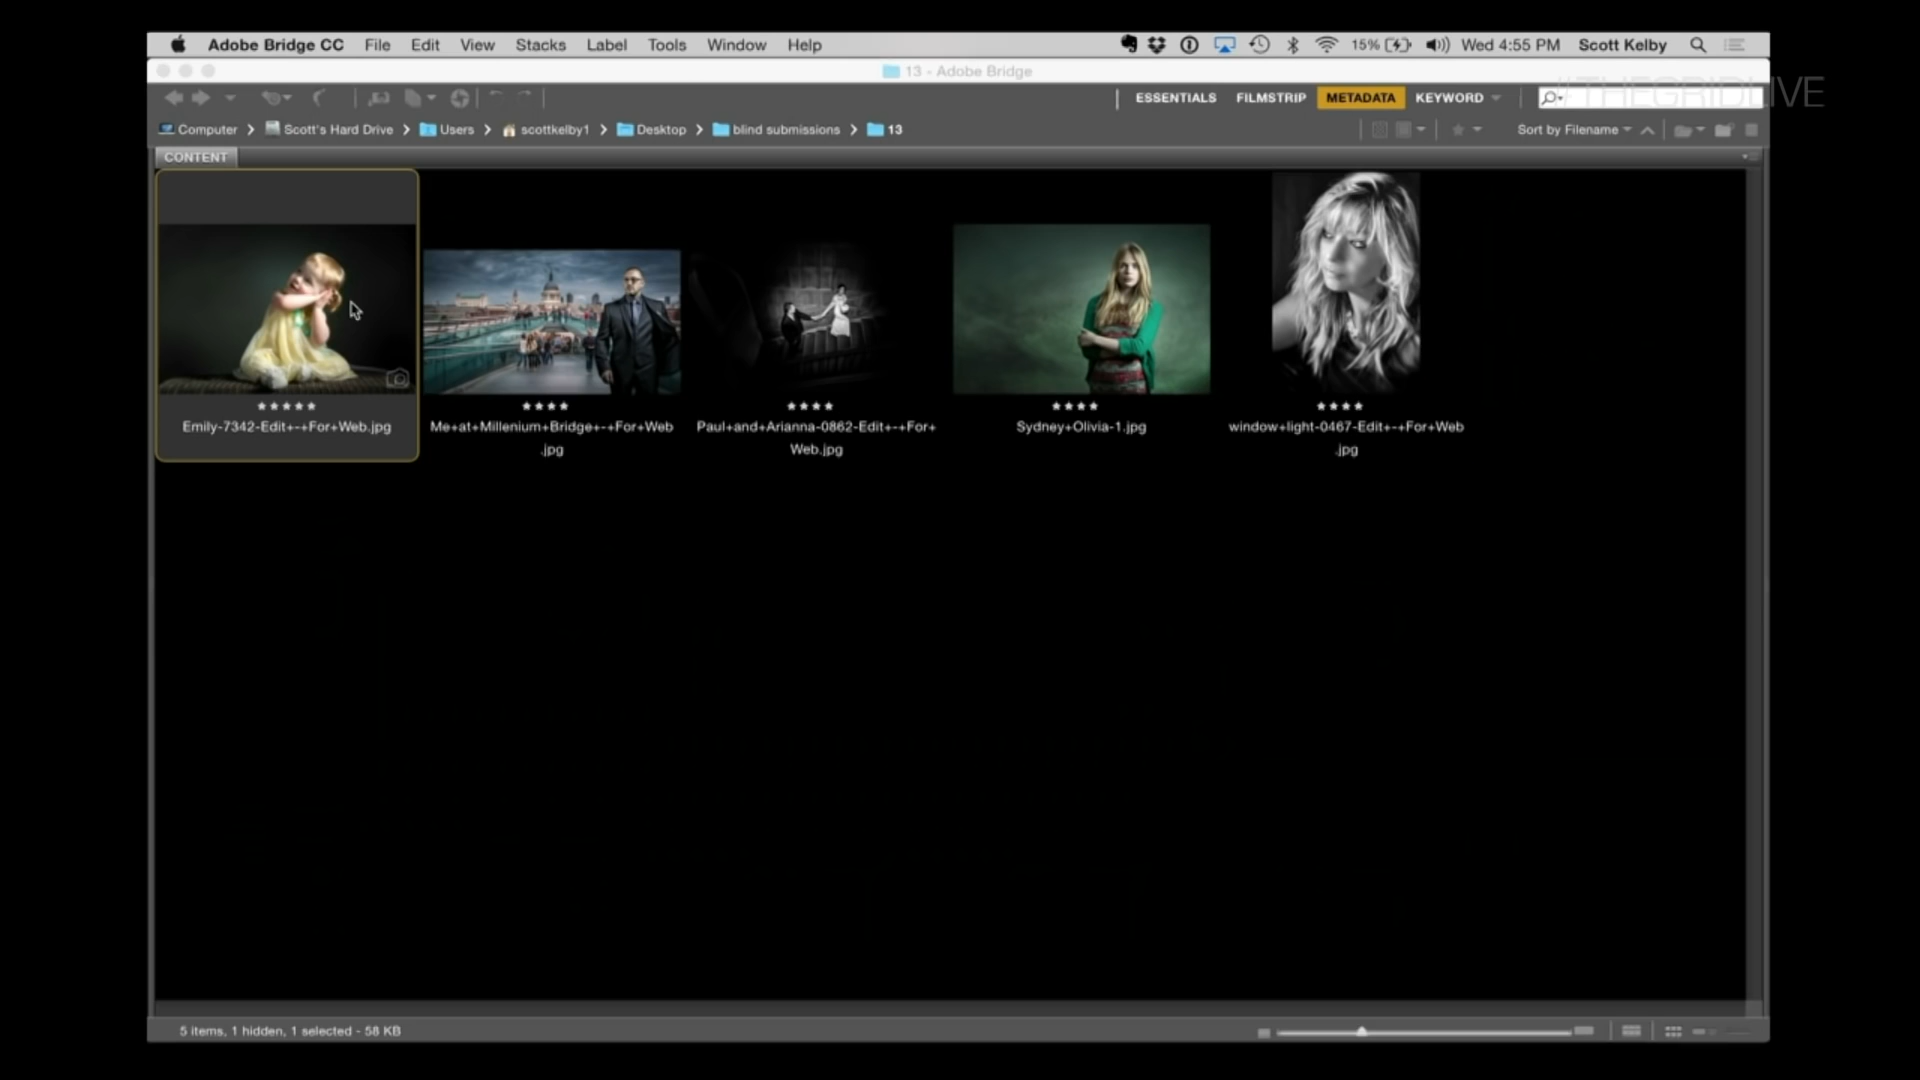 Adobe Bridge CC File Edit View Stacks Label Tools Window Help 15% Wed 4:55 PM Scott Kelby
13 - Adobe Bridge
ESSENTIALS FILMSTRIP METADATA KEYWORD
#THEGRIDLIVE
Computer Scott's Hard Drive Users scottkelby1 Desktop blind submissions 13 Sort by Filename
CONTENT
Emily-7342-Edit+-+For+Web.jpg
Me+at+Millenium+Bridge+-+For+Web
.jpg
Paul+and+Arianna-0862-Edit+-+For+
Web.jpg
Sydney+Olivia-1.jpg
window+light-0467-Edit+-+For+Web
.jpg
5 items, 1 hidden, 1 selected - 58 KB